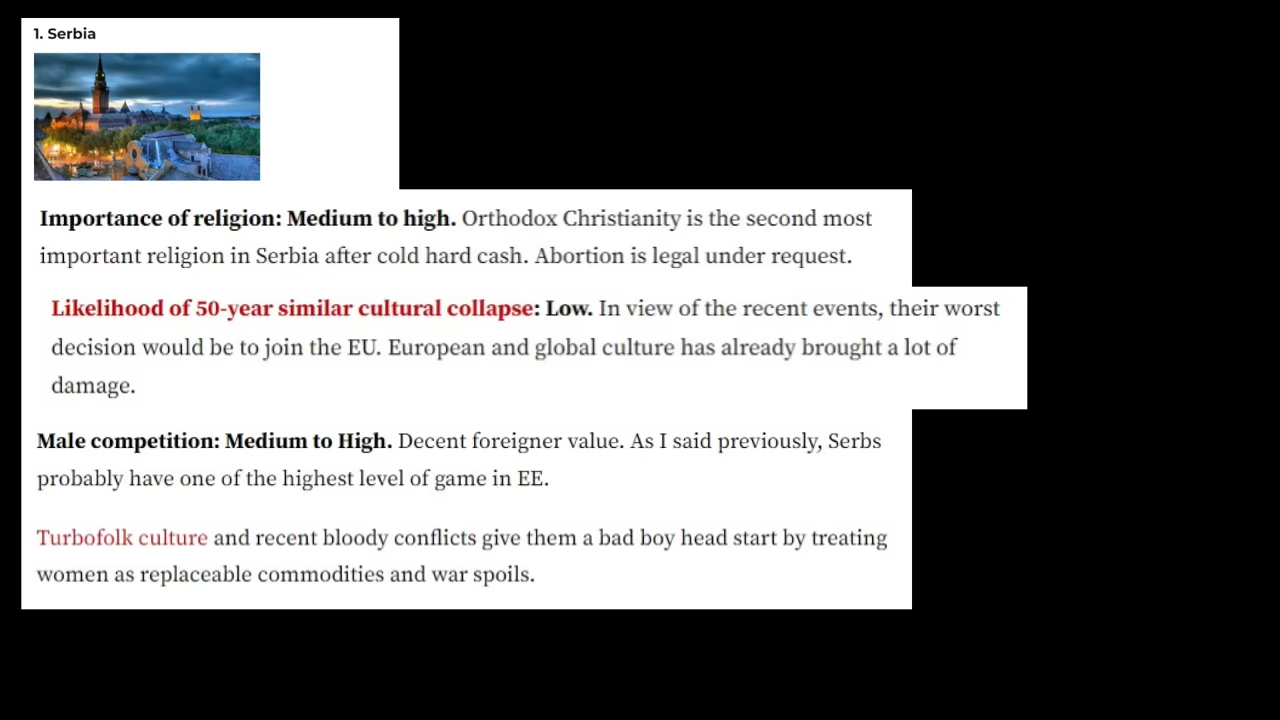 1. Serbia
Importance of religion: Medium to high. Orthodox Christianity is the second most
important religion in Serbia after cold hard cash. Abortion is legal under request.
Likelihood of 50-year similar cultural collapse: Low. In view of the recent events, their worst
decision would be to join the EU. European and global culture has already brought a lot of
damage.
Male competition: Medium to High. Decent foreigner value. As I said previously, Serbs
probably have one of the highest level of game in EE.
Turbofolk culture and recent bloody conflicts give them a bad boy head start by treating
women as replaceable commodities and war spoils.